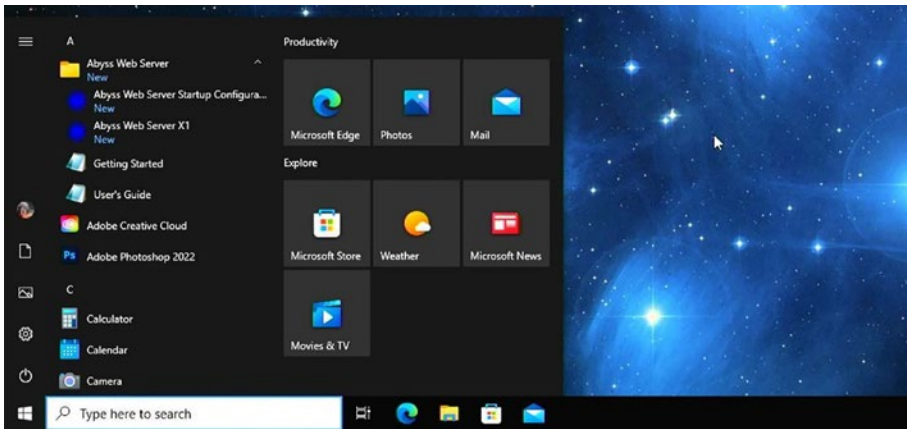 A
Abyss Web Server
New
Abyss Web Server Startup Configura...
New
Abyss Web Server X1
New
Getting Started
User's Guide
Adobe Creative Cloud
Ps
Adobe Photoshop 2022
C
Calculator
Calendar
Camera
Productivity
Microsoft Edge
Photos
Mail
Explore
Microsoft Store
Weather
Microsoft News
Movies & TV
Type here to search